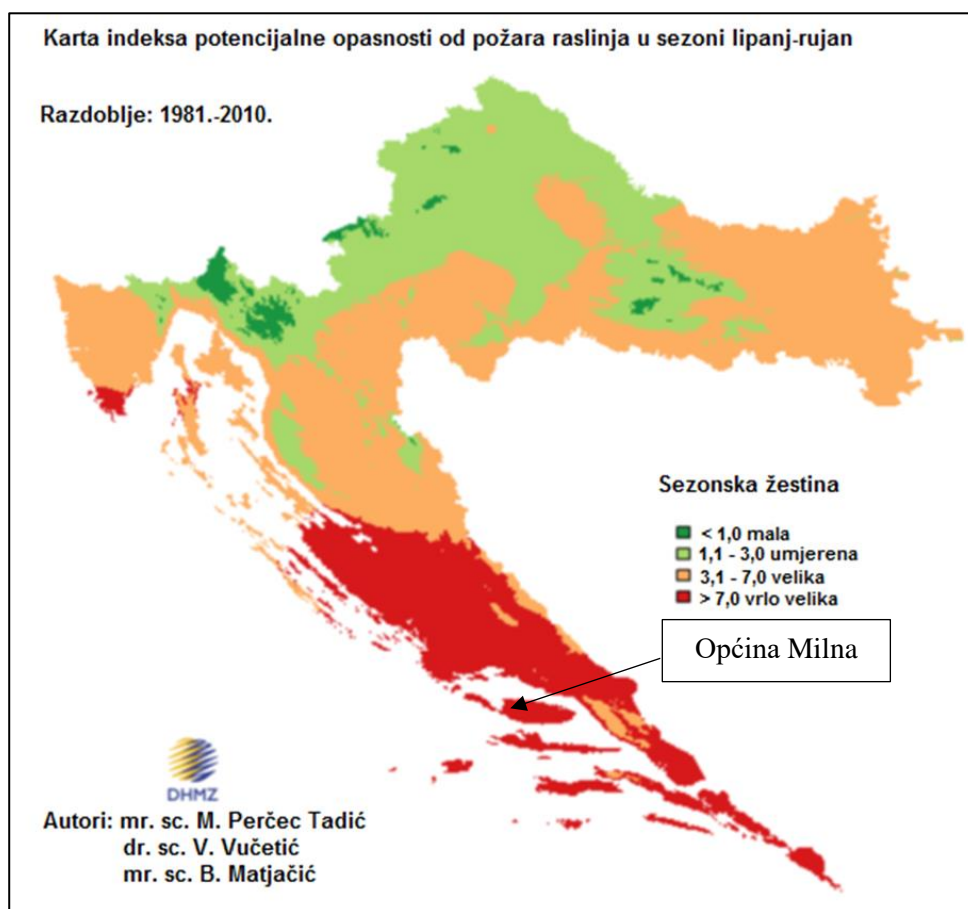 Karta indeksa potencijalne opasnosti od požara raslinja u sezoni lipanj-rujan
Razdoblje: 1981.-2010.
Sezonska žestina
< 1,0 mala
1,1 - 3,0 umjerena
3,1 - 7,0 velika
> 7,0 vrlo velika
Općina Milna
DHMZ
Autori: mr. sc. M. Perčec Tadić
dr. sc. V. Vučetić
mr. sc. B. Matjačić